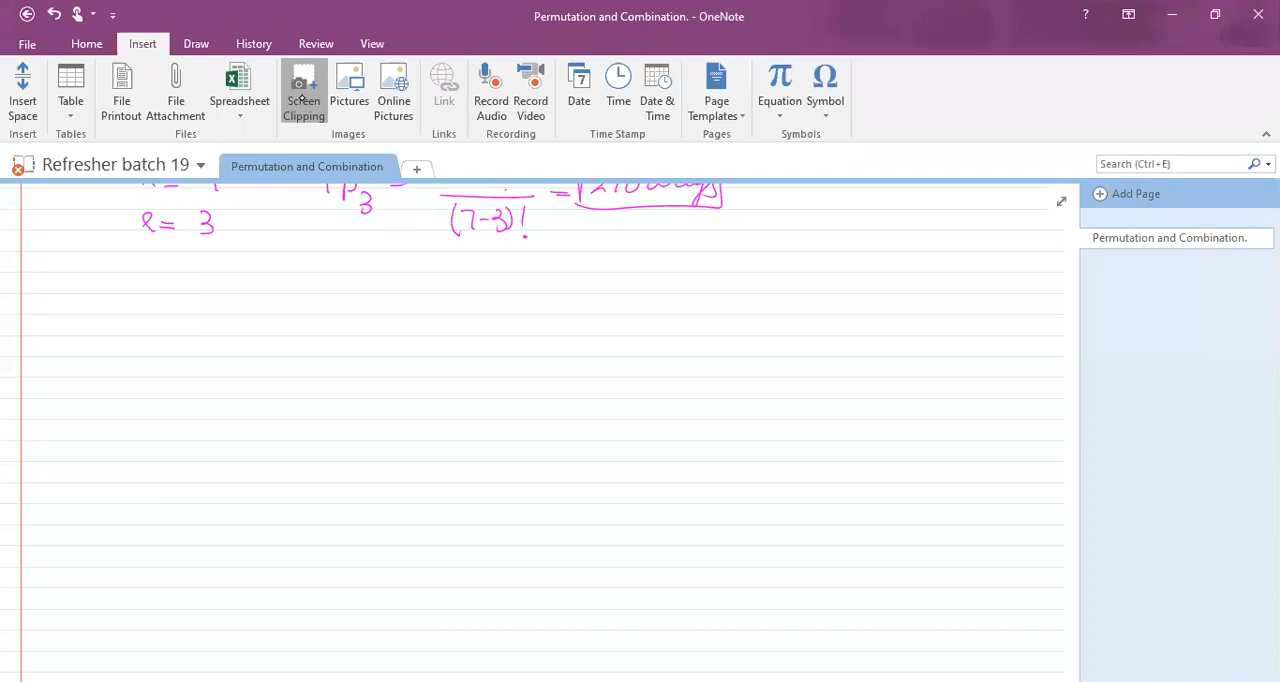 Permutation and Combination. - OneNote
?
File Home Insert Draw History Review View
Insert Space Table File Printout File Attachment Spreadsheet Screen Clipping Pictures Online Pictures Link Record Audio Record Video Date Time Date & Time Page Templates Equation Symbol
Insert Tables Files Images Links Recording Time Stamp Pages Symbols
Refresher batch 19 Permutation and Combination Search (Ctrl+E)
Add Page
Permutation and Combination.
3 = 210 ways
r = 3 (7-3)!